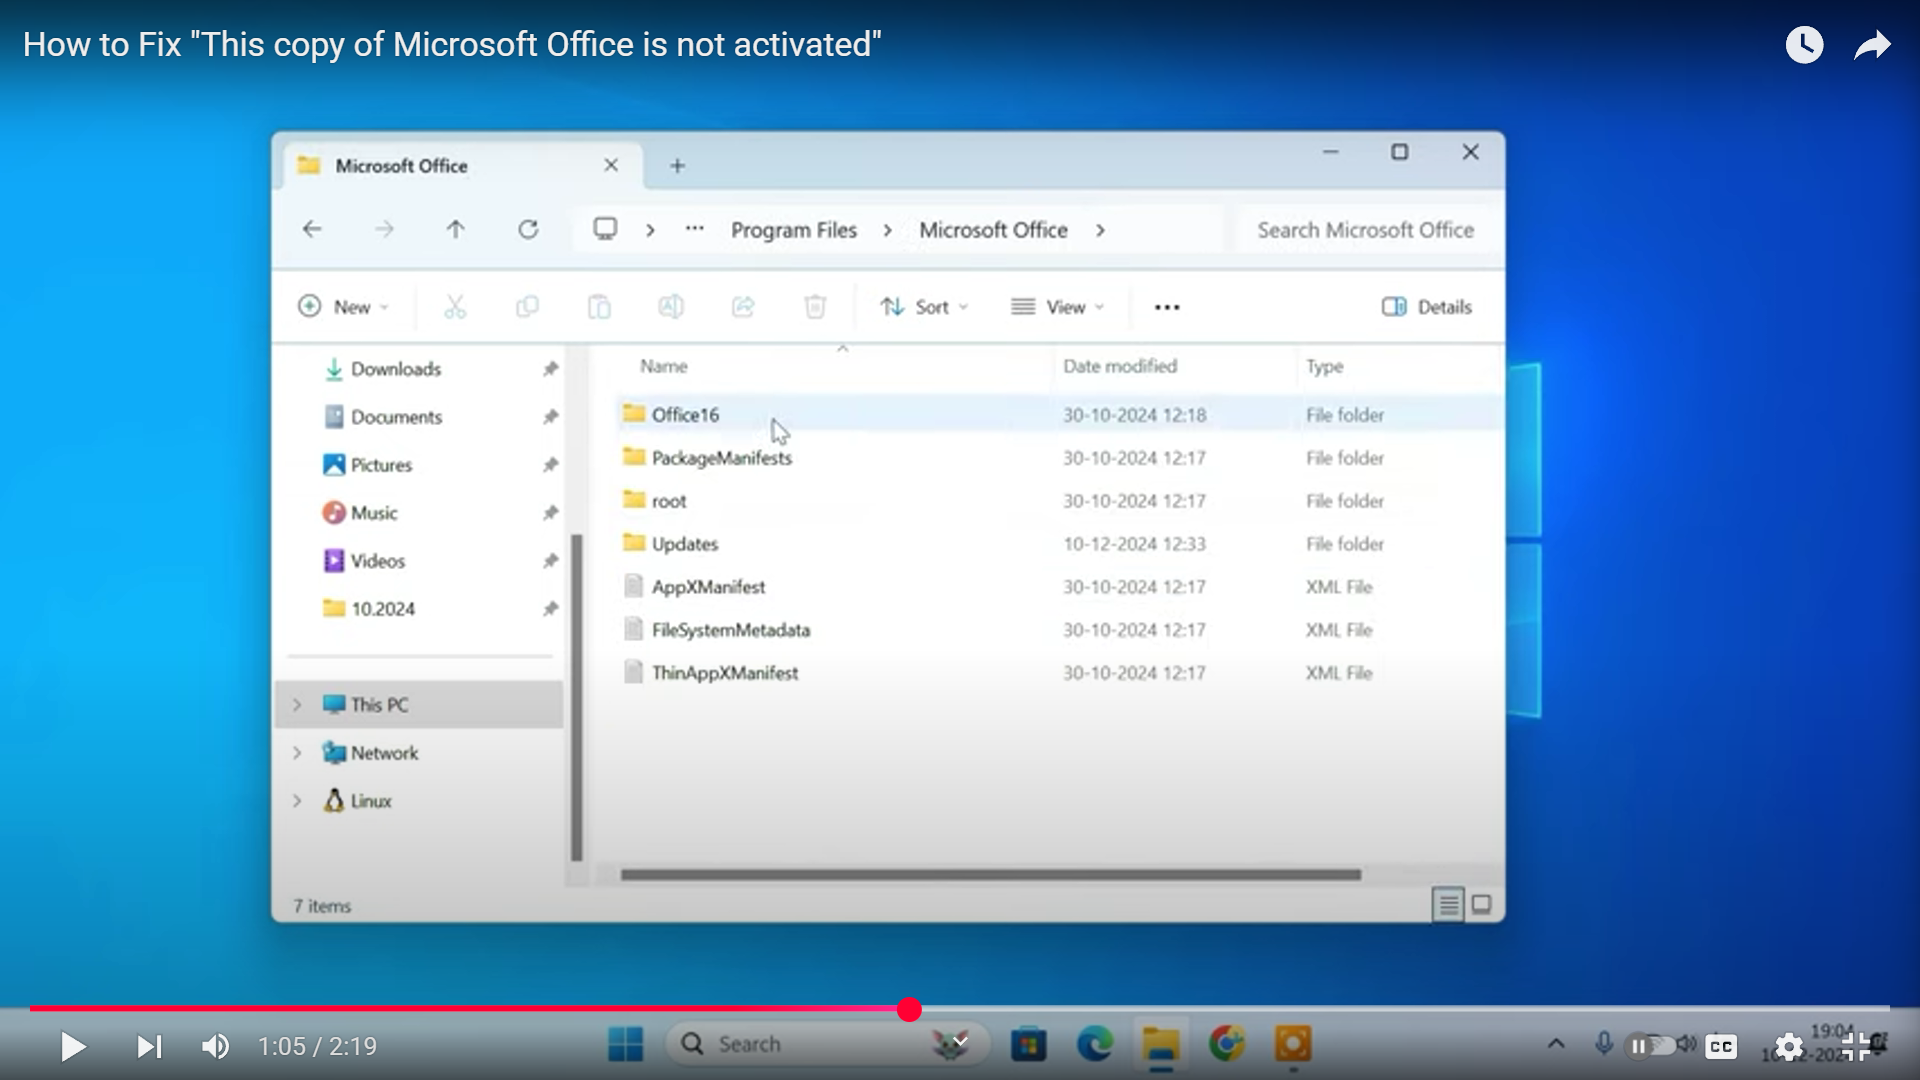 How to Fix "This copy of Microsoft Office is not activated"
Microsoft Office
Program Files > Microsoft Office >
Search Microsoft Office
New
Sort
View
Details
Downloads
Documents
Pictures
Music
Videos
10.2024
This PC
Network
Linux
Name Date modified Type
Office16 30-10-2024 12:18 File folder
PackageManifests 30-10-2024 12:17 File folder
root 30-10-2024 12:17 File folder
Updates 10-12-2024 12:33 File folder
AppXManifest 30-10-2024 12:17 XML File
FileSystemMetadata 30-10-2024 12:17 XML File
ThinAppXManifest 30-10-2024 12:17 XML File
7 items
1:05 / 2:19
Search
CC
19:04